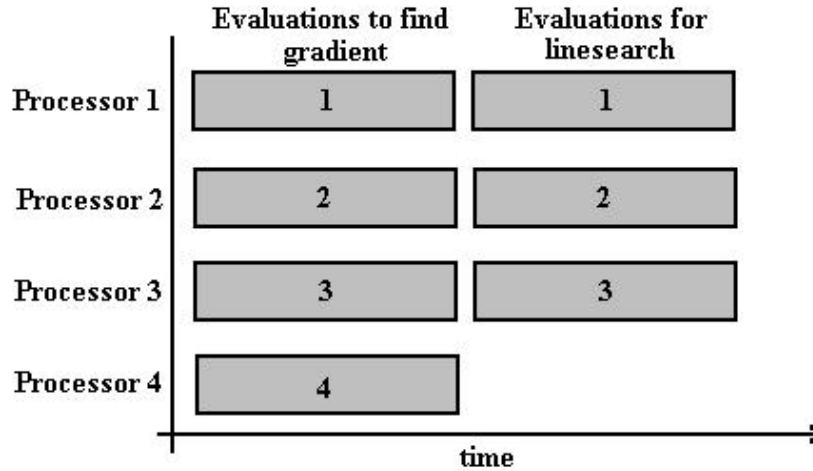 Evaluations to find
gradient
Evaluations for
linesearch
Processor 1
1
1
Processor 2
2
2
Processor 3
3
3
Processor 4
4
time